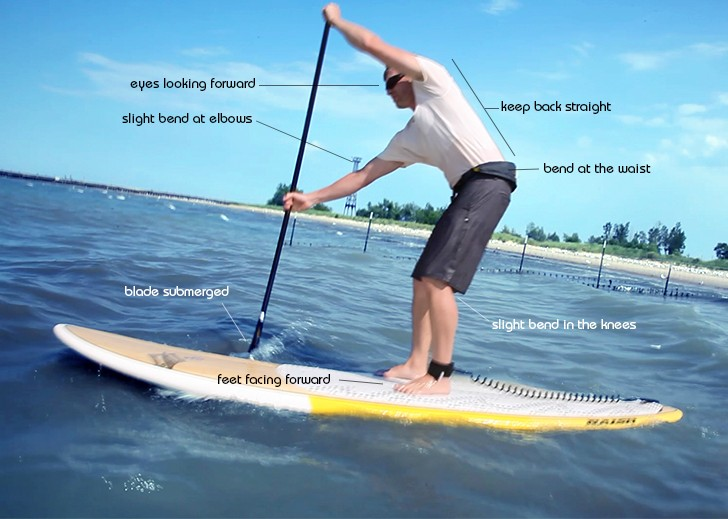 eyes looking forward
keep back straight
slight bend at elbows
bend at the waist
blade submerged
slight bend in the knees
feet facing forward
NAISH